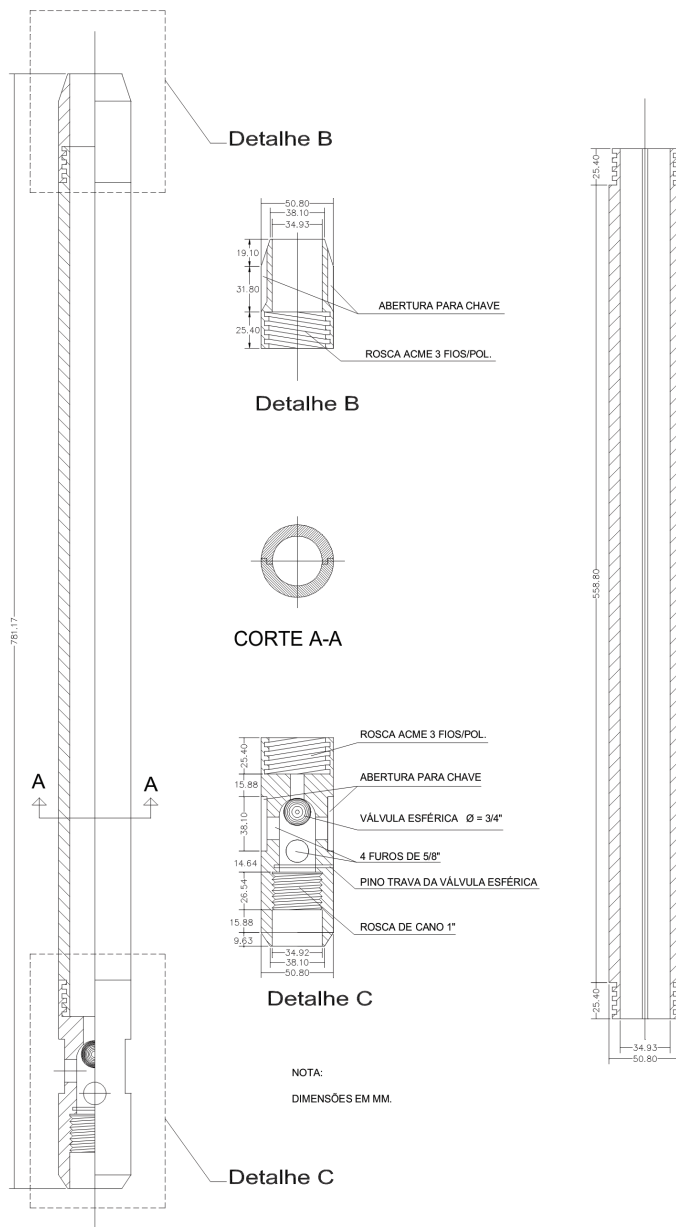 Detalhe B
25.40
50.80
38.10
34.93
19.10
31.80
25.40
ABERTURA PARA CHAVE
ROSCA ACME 3 FIOS/POL.
Detalhe B
CORTE A-A
781.17
558.80
A
A
25.40
15.88
38.10
14.64
26.54
15.88
9.63
ROSCA ACME 3 FIOS/POL.
ABERTURA PARA CHAVE
VÁLVULA ESFÉRICA Ø = 3/4"
4 FUROS DE 5/8"
PINO TRAVA DA VÁLVULA ESFÉRICA
ROSCA DE CANO 1"
34.92
38.10
50.80
Detalhe C
25.40
34.93
50.80
NOTA:
DIMENSÕES EM MM.
Detalhe C